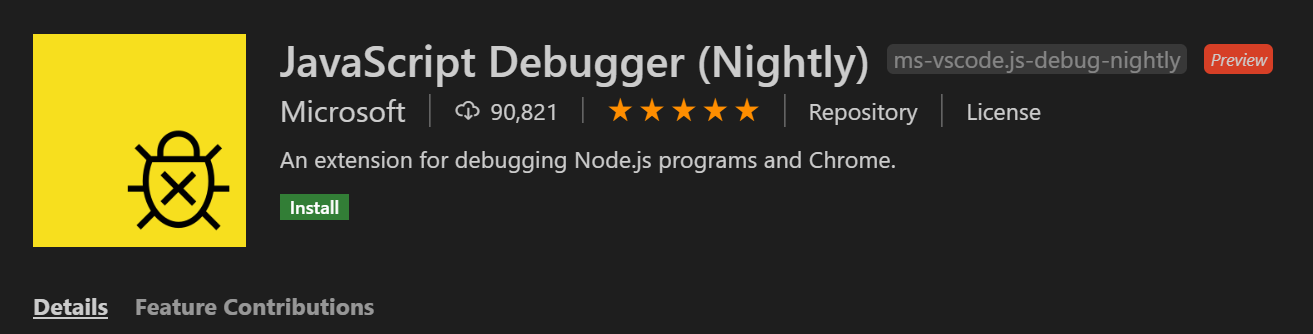 JavaScript Debugger (Nightly) ms-vscode.js-debug-nightly Preview
Microsoft 90,821 Repository License
An extension for debugging Node.js programs and Chrome.
Install
Details Feature Contributions